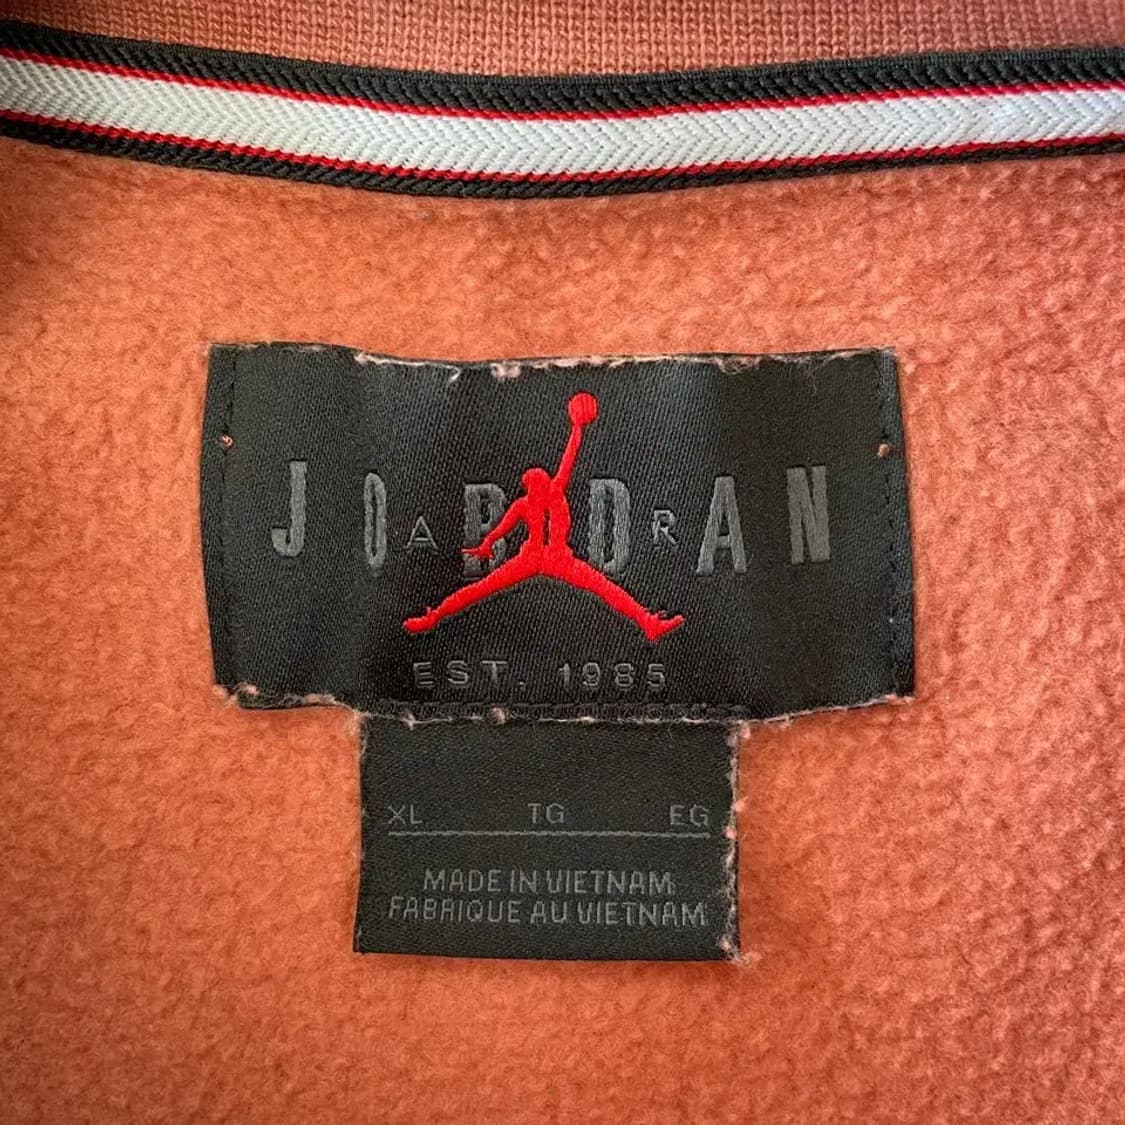 JORDAN
AIR
EST. 1985
XL TG EG
MADE IN VIETNAM
FABRIQUE AU VIETNAM